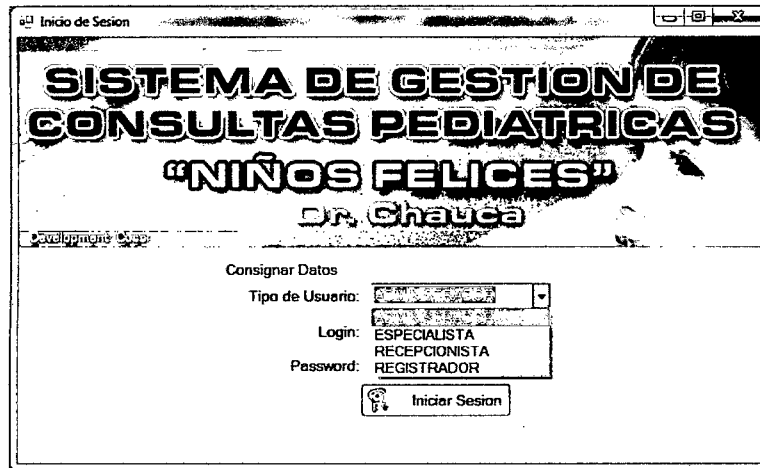 Inicio de Sesion
SISTEMA DE GESTION DE
CONSULTAS PEDIATRICAS
“NIÑOS FELICES”
Dr. Chauca
Development:
Consignar Datos
Tipo de Usuario:
Login:
ESPECIALISTA
RECEPCIONISTA
Password:
REGISTRADOR
Iniciar Sesion